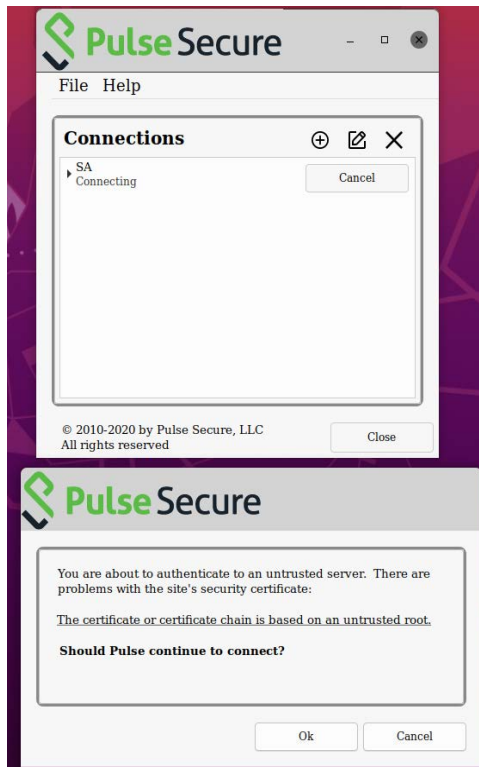 Pulse Secure
File Help
Connections
SA
Connecting
Cancel
© 2010-2020 by Pulse Secure, LLC
All rights reserved
Close
Pulse Secure
You are about to authenticate to an untrusted server. There are
problems with the site's security certificate:
The certificate or certificate chain is based on an untrusted root.
Should Pulse continue to connect?
Ok
Cancel